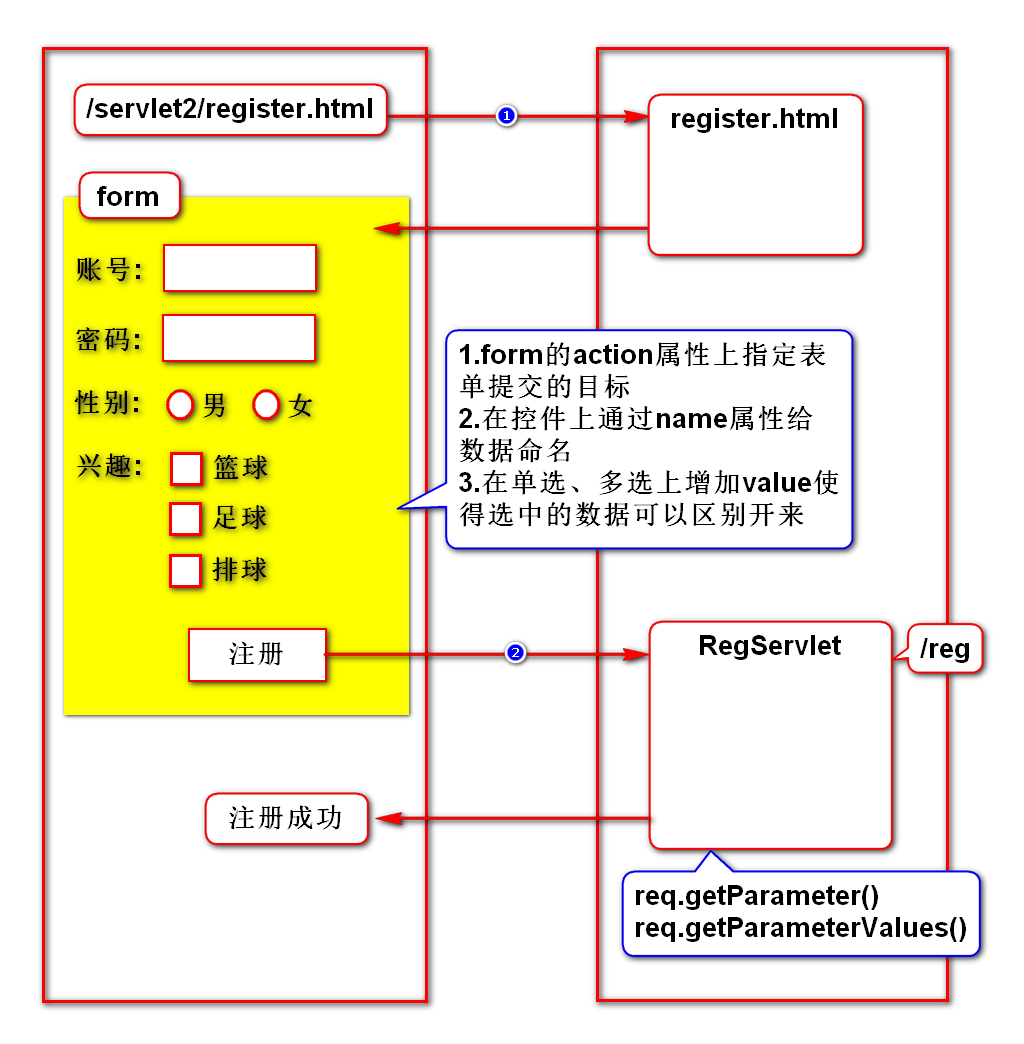 /servlet2/register.html
1
register.html
form
账号:
密码:
性别:
男
女
兴趣:
篮球
足球
排球
1.form的action属性上指定表
单提交的目标
2.在控件上通过name属性给
数据命名
3.在单选、多选上增加value使
得选中的数据可以区别开来
注册
2
RegServlet
/reg
注册成功
req.getParameter()
req.getParameterValues()